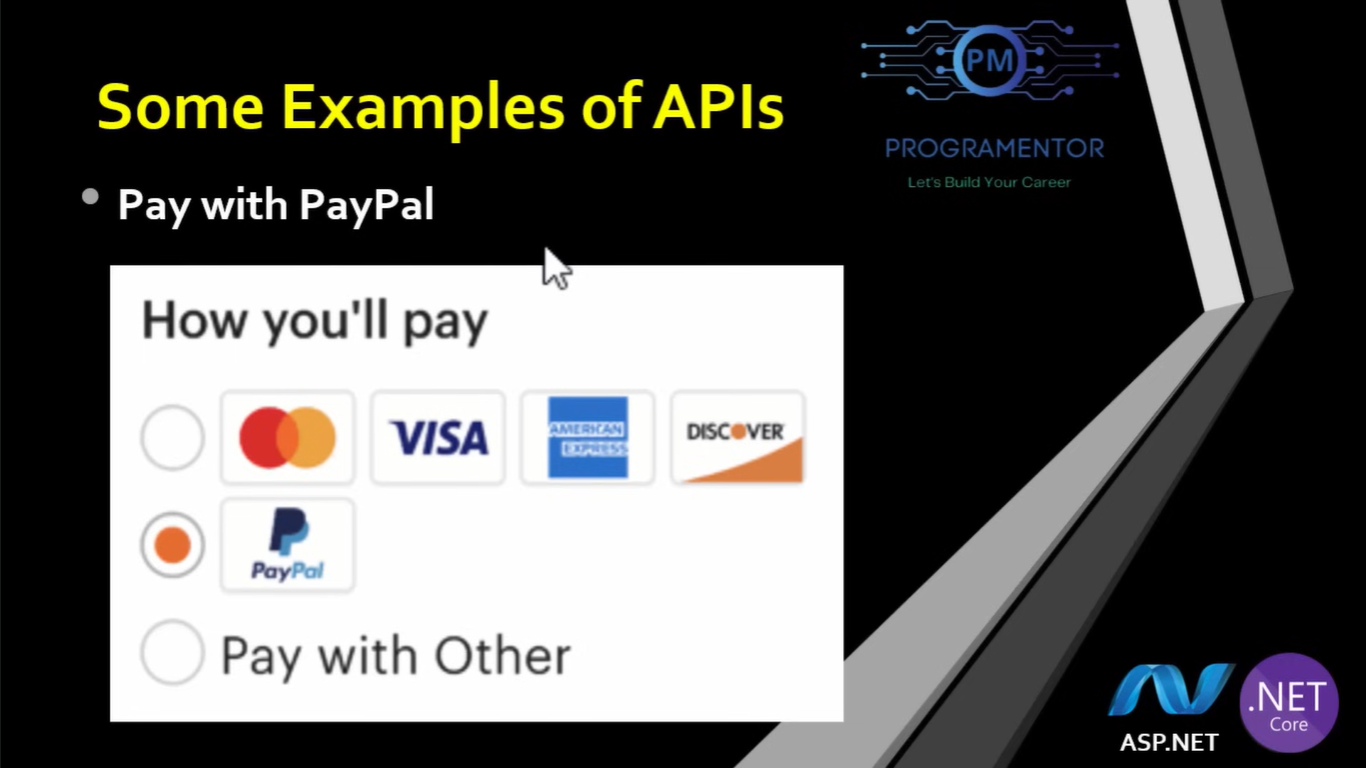 PM
PROGRAMENTOR
Let's Build Your Career
Some Examples of APIs
Pay with PayPal
How you'll pay
VISA
AMERICAN
EXPRESS
DISCOVER
PayPal
Pay with Other
ASP.NET
.NET
Core